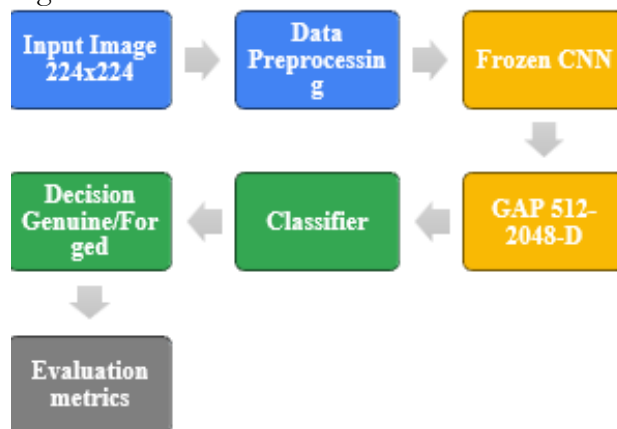 Input Image
224x224
Data
Preprocessin
g
Frozen CNN
GAP 512-
2048-D
Classifier
Decision
Genuine/For
ged
Evaluation
metrics